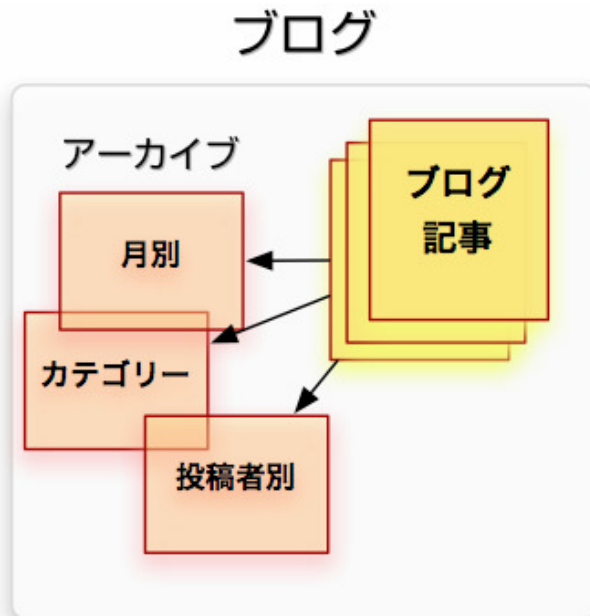 ブログ
アーカイブ
ブログ
記事
月別
カテゴリー
投稿者別